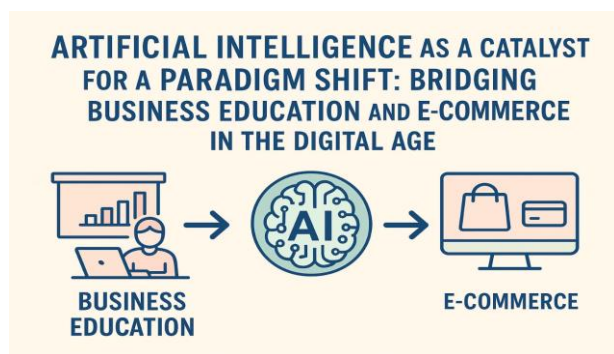 ARTIFICIAL INTELLIGENCE AS A CATALYST
FOR A PARADIGM SHIFT: BRIDGING
BUSINESS EDUCATION AND E-COMMERCE
IN THE DIGITAL AGE
AI
BUSINESS
EDUCATION
E-COMMERCE